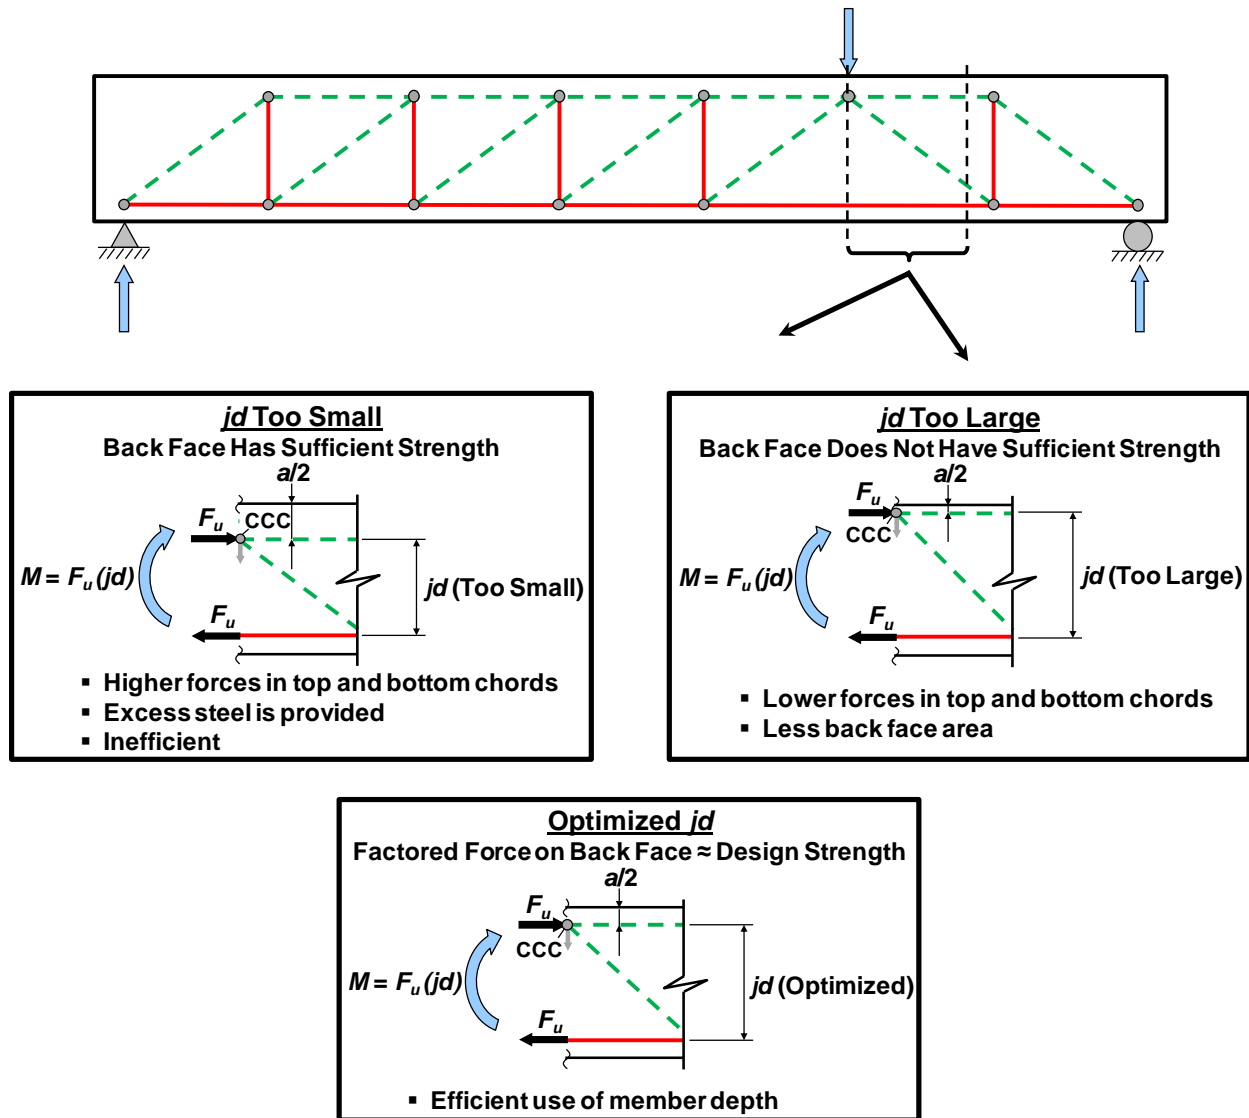 jd Too Small
Back Face Has Sufficient Strength
a/2
Fu
CCC
M = Fu (jd)
jd (Too Small)
Fu
▪ Higher forces in top and bottom chords
▪ Excess steel is provided
▪ Inefficient
jd Too Large
Back Face Does Not Have Sufficient Strength
a/2
Fu
CCC
M = Fu (jd)
jd (Too Large)
Fu
▪ Lower forces in top and bottom chords
▪ Less back face area
Optimized jd
Factored Force on Back Face ≈ Design Strength
a/2
Fu
CCC
M = Fu (jd)
jd (Optimized)
Fu
▪ Efficient use of member depth